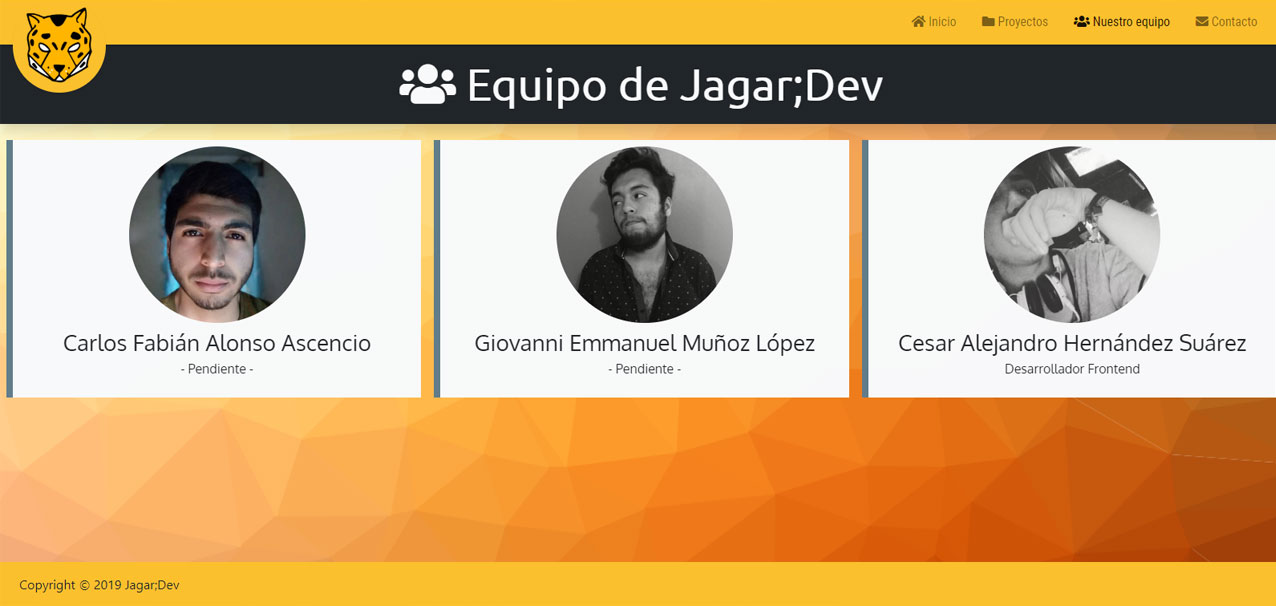 Inicio
Proyectos
Nuestro equipo
Contacto
Equipo de Jagar;Dev
Carlos Fabián Alonso Ascencio
- Pendiente -
Giovanni Emmanuel Muñoz López
- Pendiente -
Cesar Alejandro Hernández Suárez
Desarrollador Frontend
Copyright © 2019 Jagar;Dev